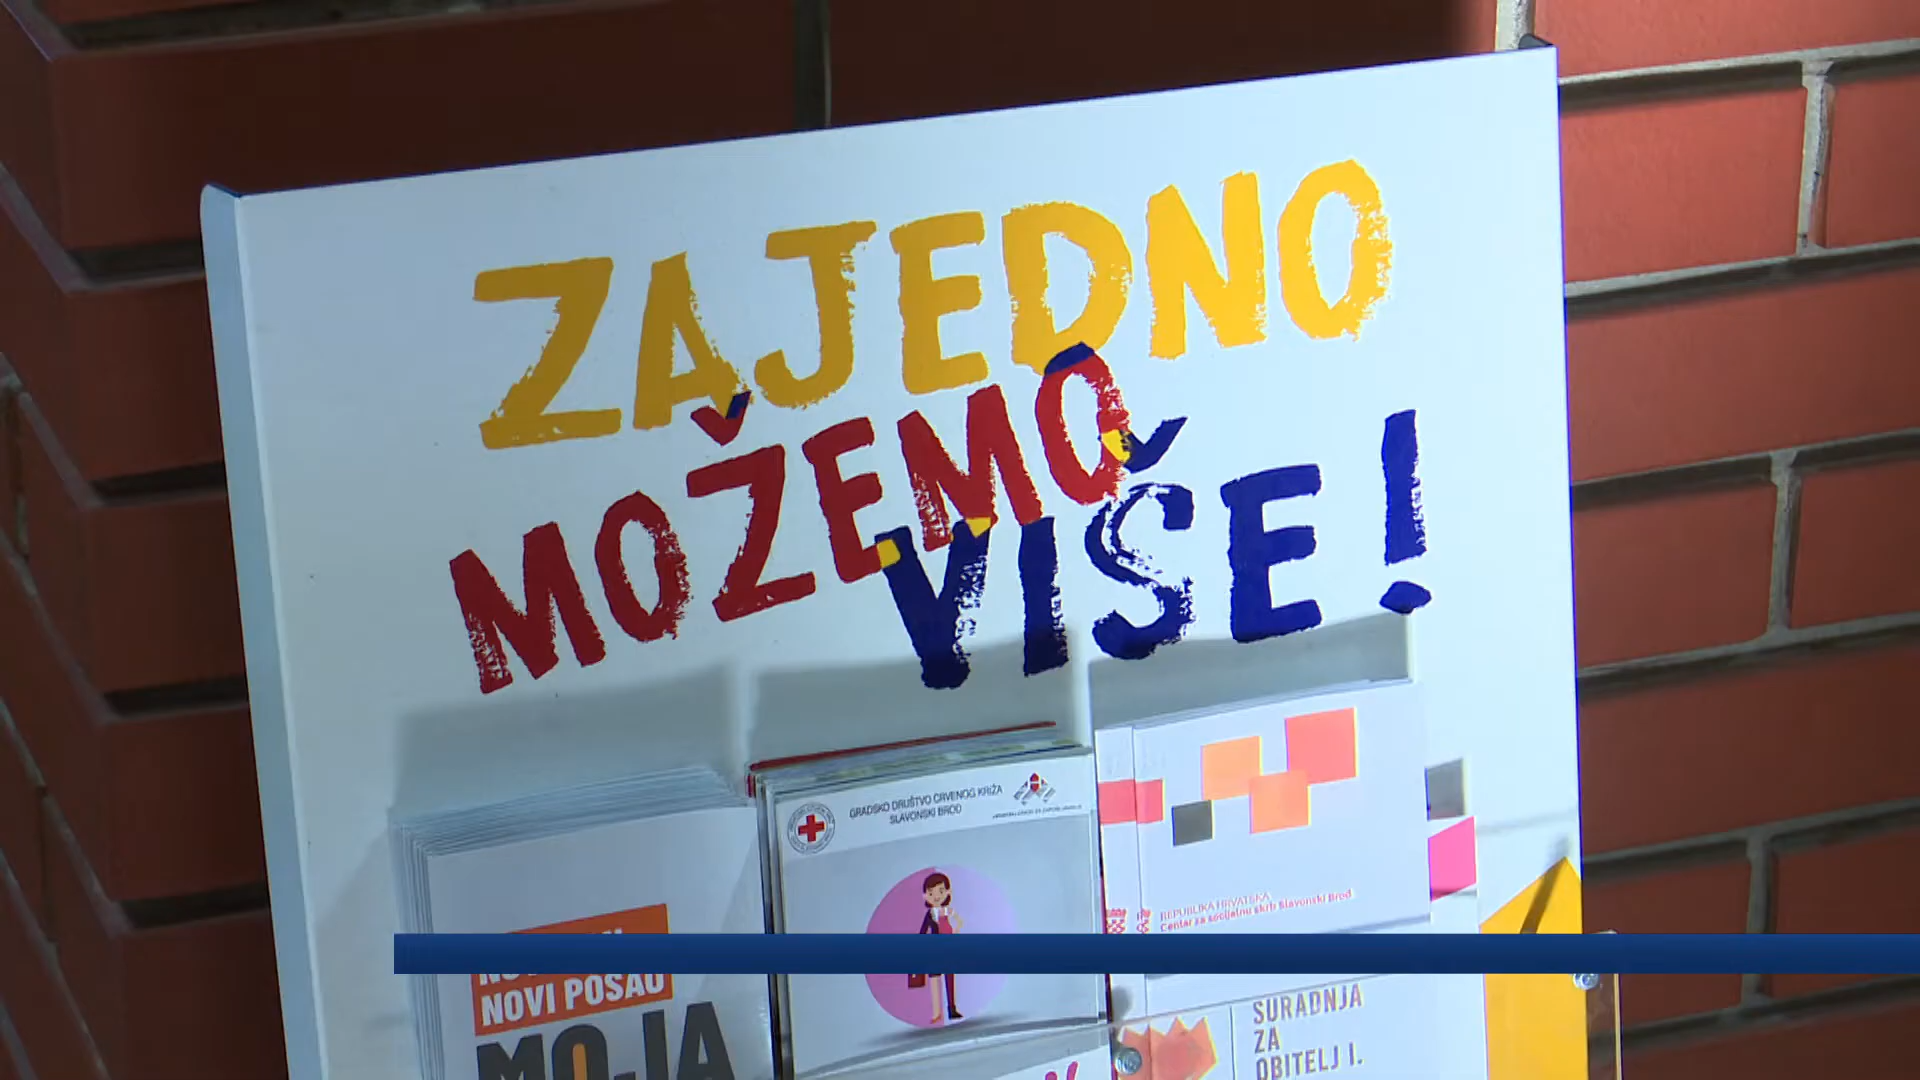 ZAJEDNO
MOŽEMO
VIŠE!
GRADSKO DRUŠTVO CRVENOG KRIŽA
SLAVONSKI BROD
REPUBLIKA HRVATSKA
Centar za socijalnu skrb Slavonski Brod
NOVI POSAO
MOJA
SURADNJA
ZA
OBITELJ I.